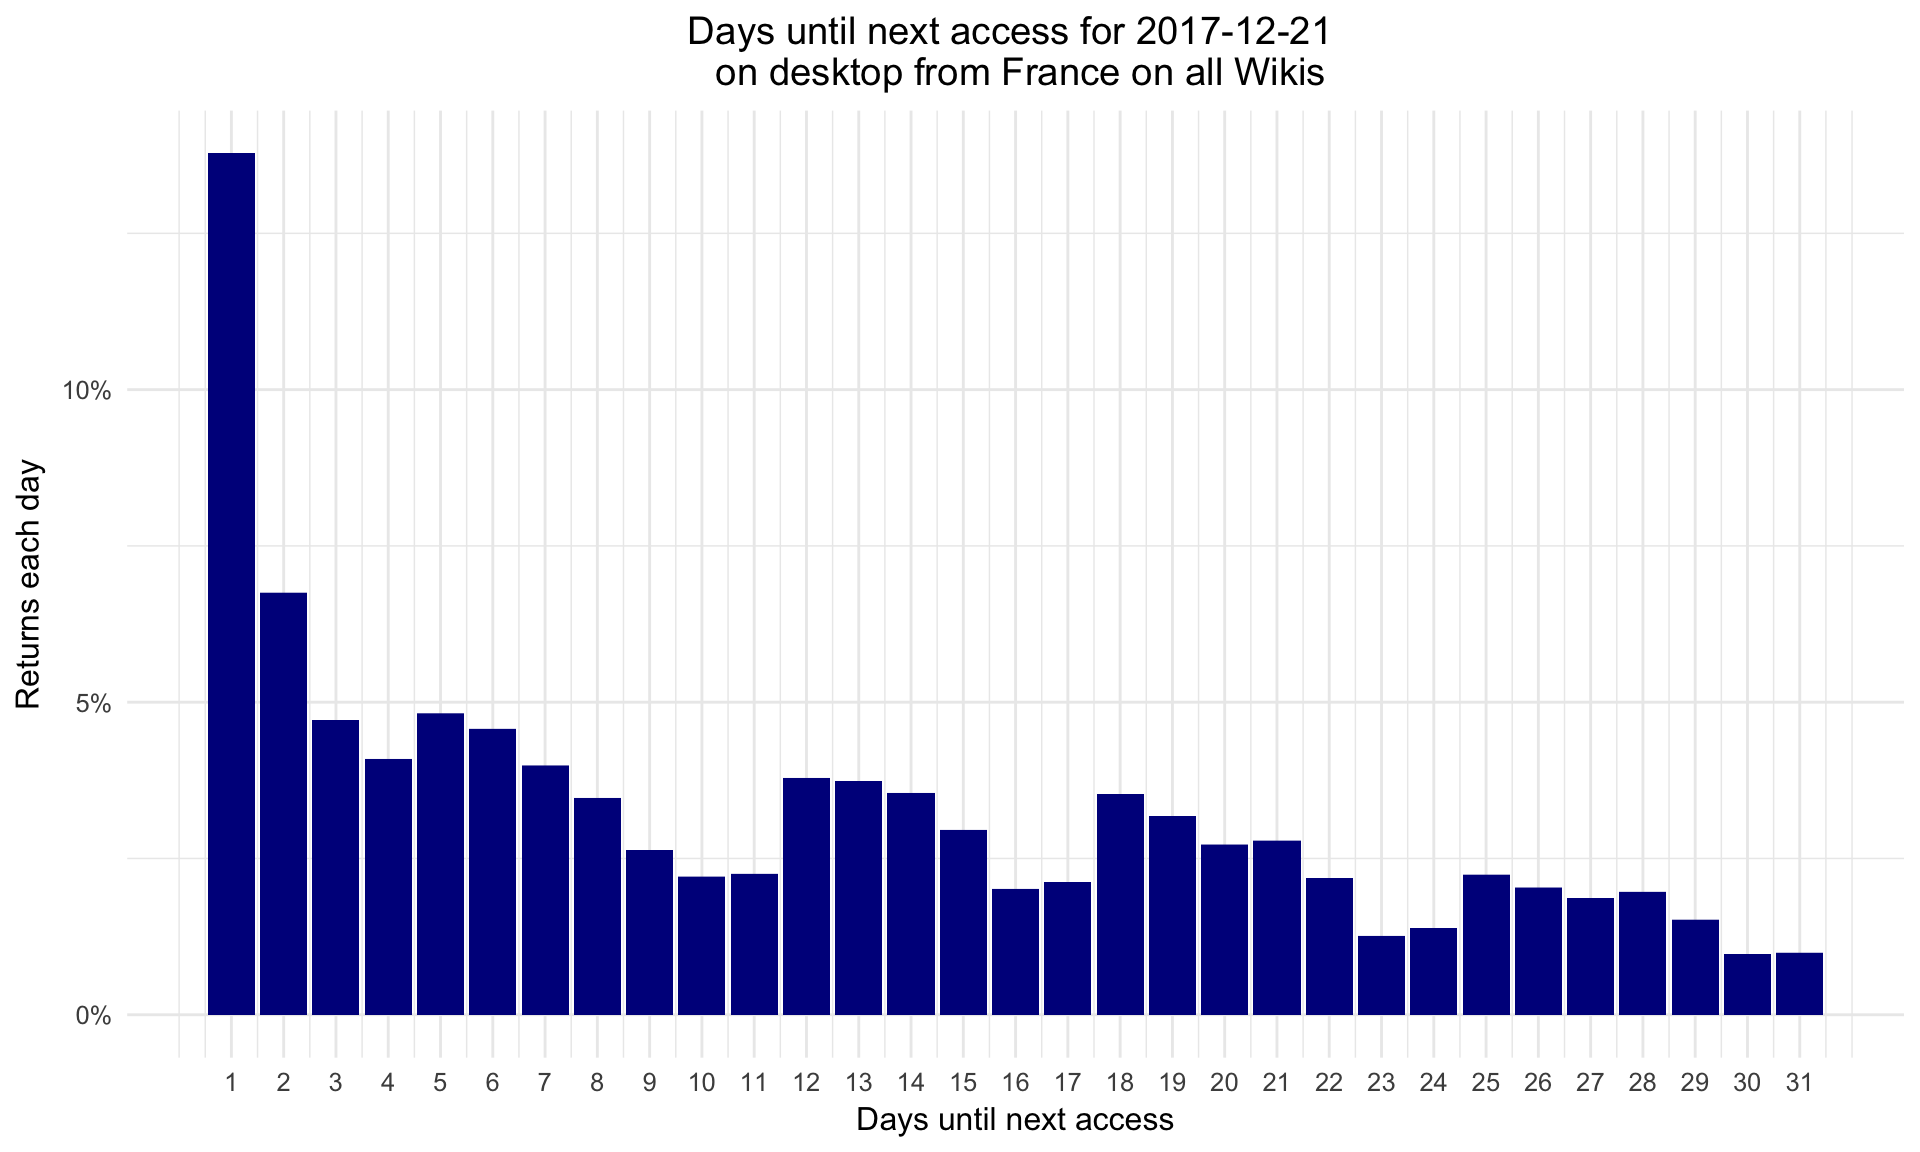 Days until next access for 2017-12-21
on desktop from France on all Wikis
Returns each day
10%
5%
0%
1 2 3 4 5 6 7 8 9 10 11 12 13 14 15 16 17 18 19 20 21 22 23 24 25 26 27 28 29 30 31
Days until next access